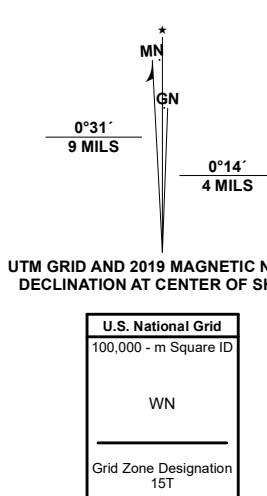 MN
GN
0°31´
9 MILS
0°14´
4 MILS
UTM GRID AND 2019 MAGNETIC
DECLINATION AT CENTER OF
U.S. National Grid
100,000 - m Square ID
WN
Grid Zone Designation
15T